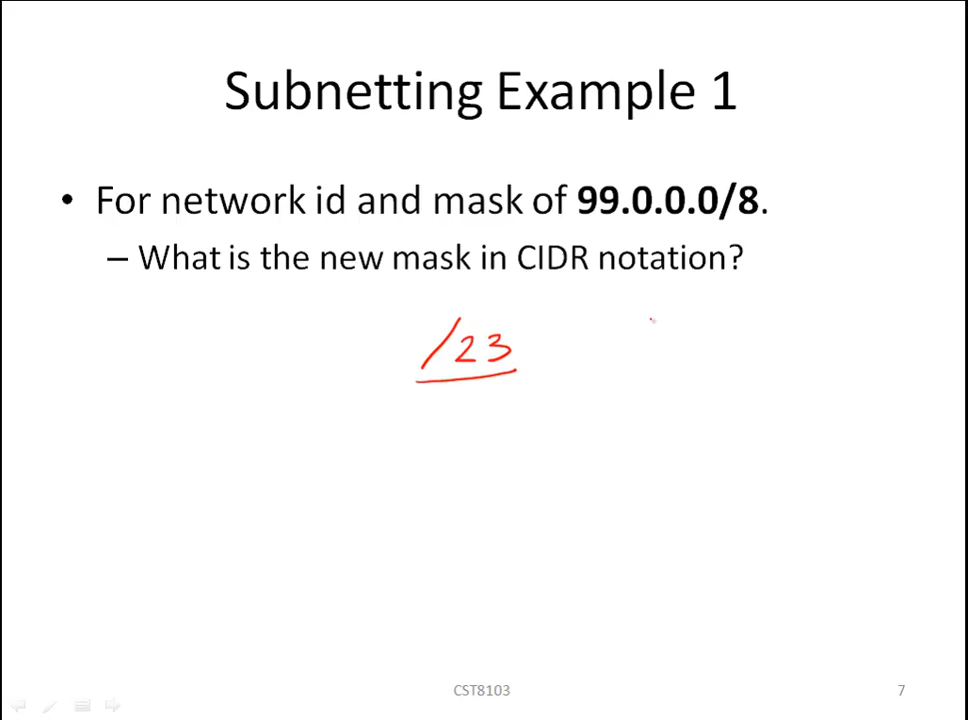 Subnetting Example 1
• For network id and mask of 99.0.0.0/8.
– What is the new mask in CIDR notation?
/23
CST8103
7